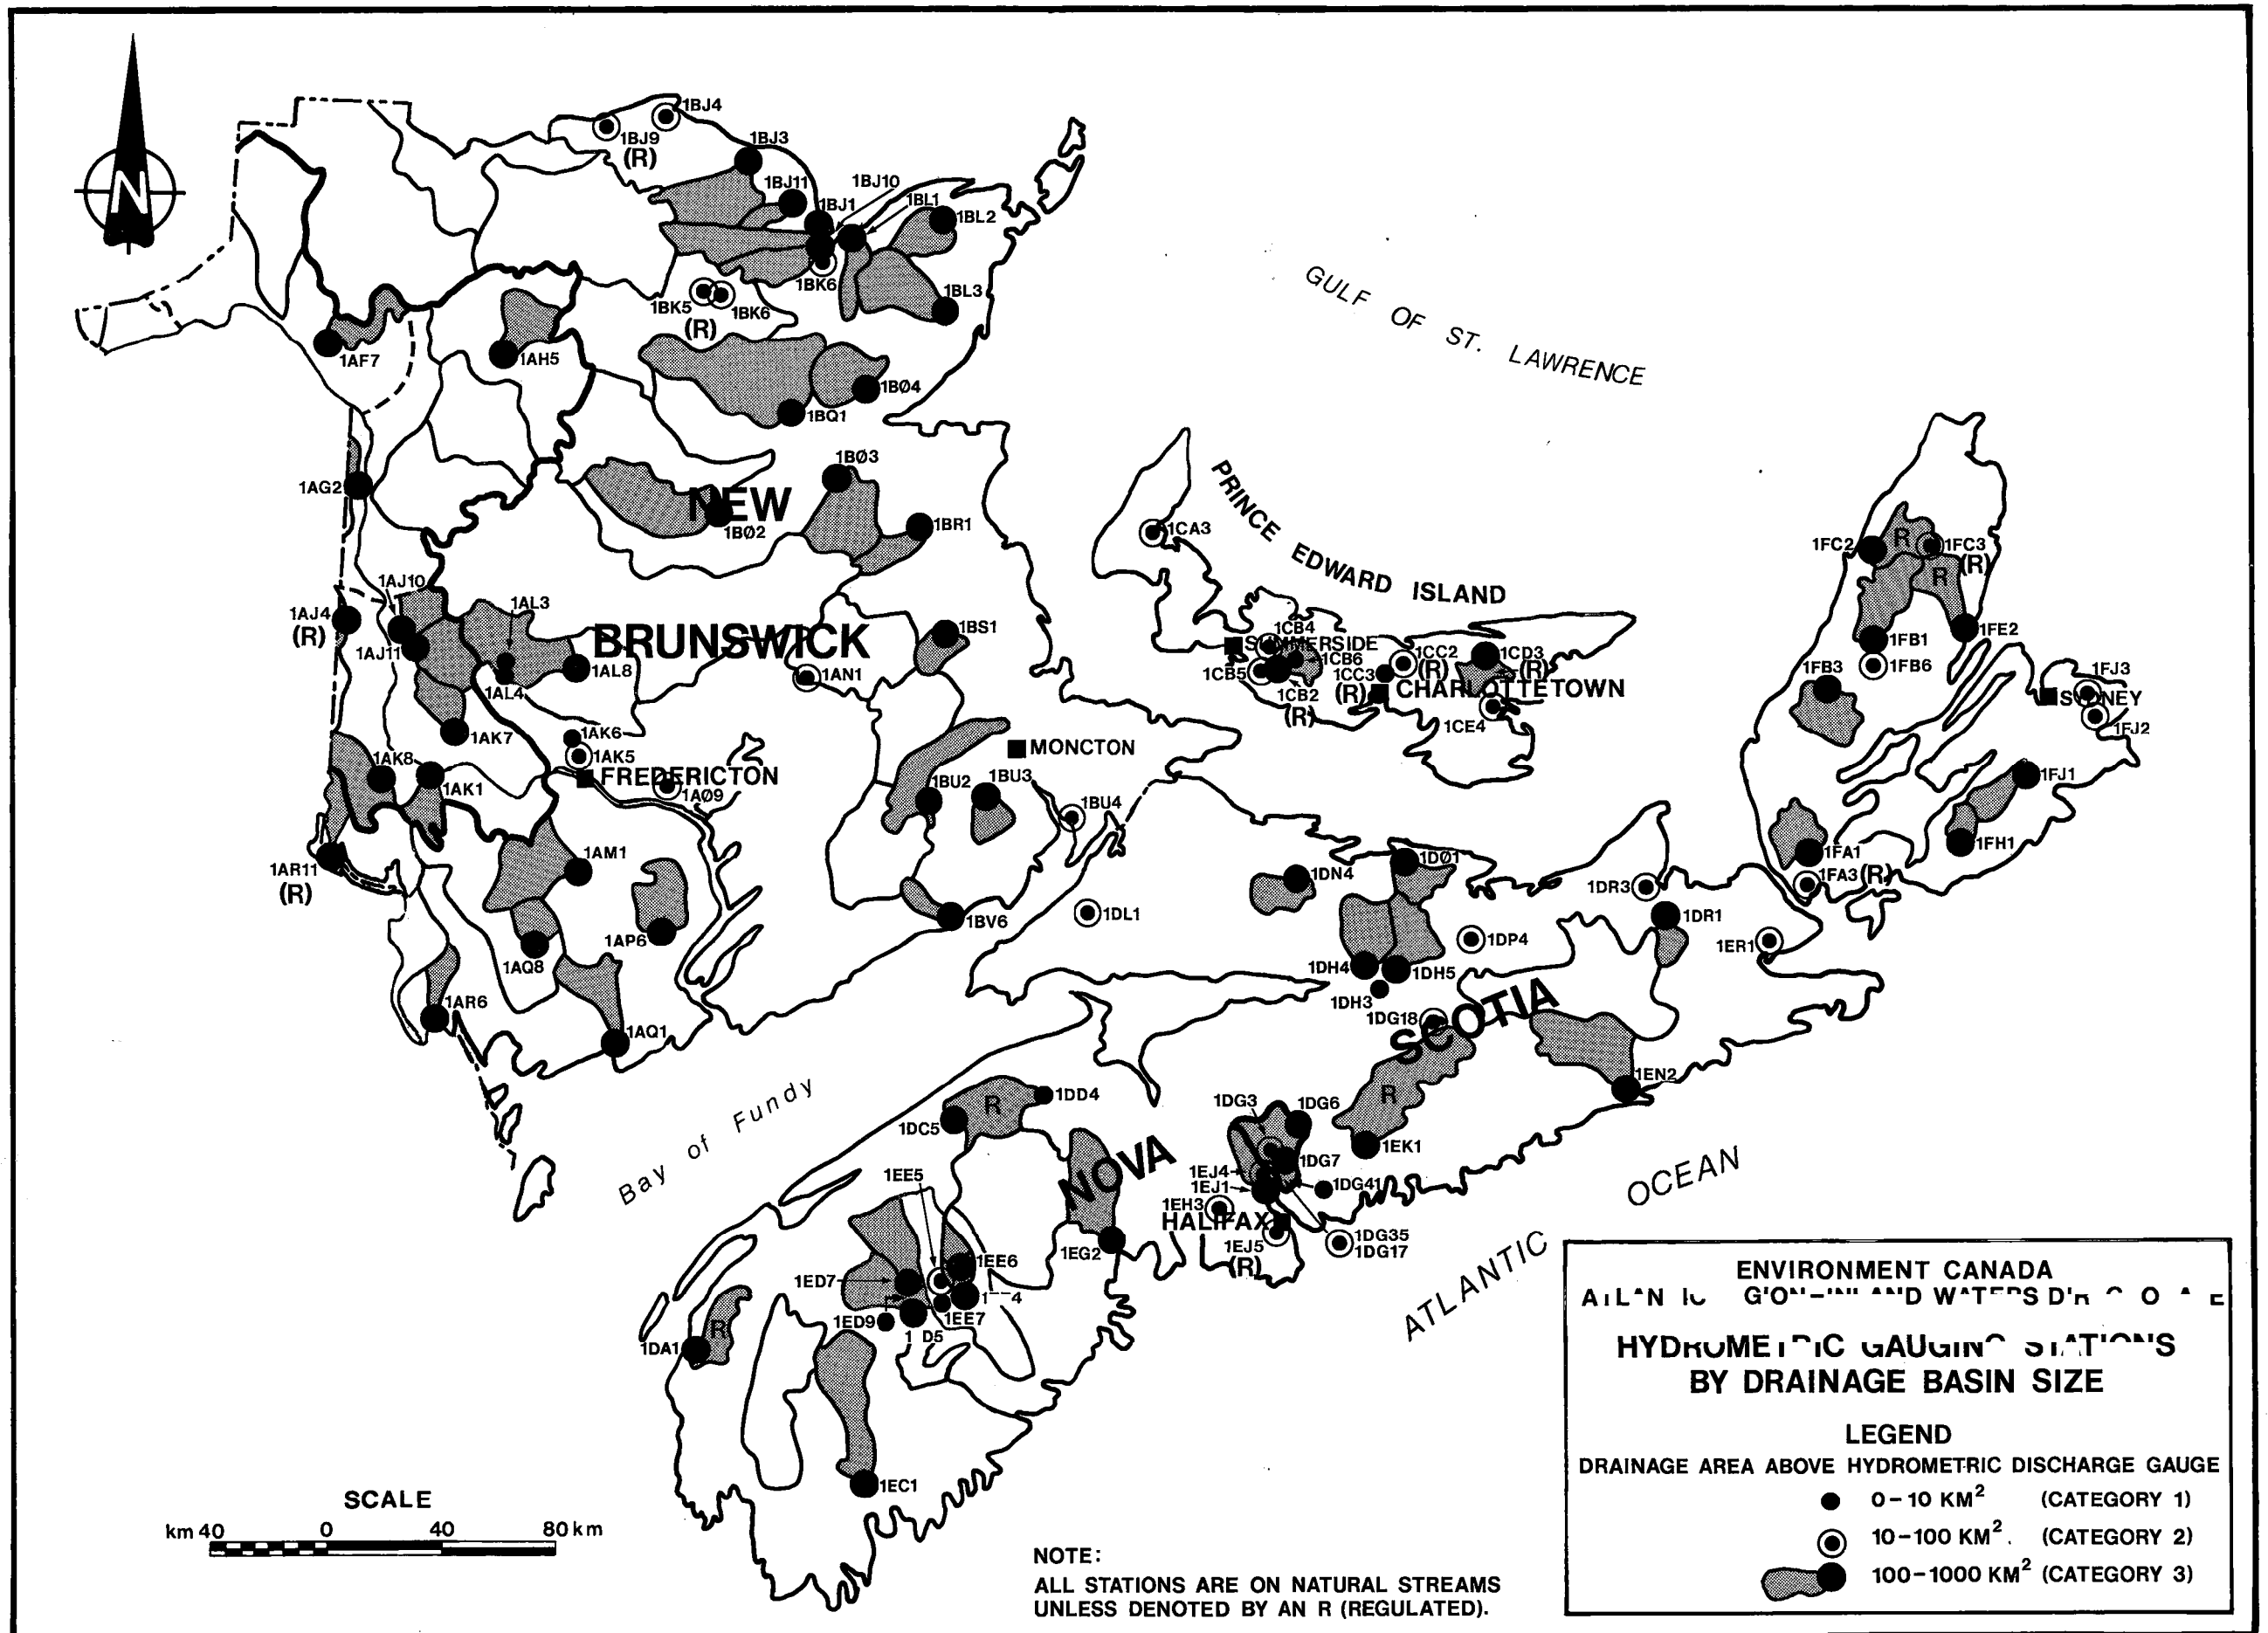 N
1BJ4
1BJ9
(R)
1BJ3
1BJ11
1BJ10
1BJ1
1BL1
1BL2
1BK6
1BK5
1BK6
(R)
1BL3
1AF7
1AH5
1BØ4
1BQ1
GULF OF ST. LAWRENCE
1AG2
1BØ3
NEW
1BØ2
1BR1
1CA3
PRINCE EDWARD ISLAND
1FC2
R
1FC3
(R)
R
1AJ10
1AJ4
(R)
1AL3
1AJ11
BRUNSWICK
1AL8
1AL4
1BS1
1AN1
1CB4
SUMMERSIDE
1CB6
1CB5
1CB2
(R)
1CC3
(R)
1CC2
(R)
1CD3
(R)
CHARLOTTETOWN
1CE4
1FB1
1FE2
1FB6
1FB3
1FJ3
SYDNEY
1FJ2
1AK7
1AK6
1AK5
FREDERICTON
1AØ9
1AK8
1AK1
MONCTON
1BU2
1BU3
1BU4
1FJ1
1FH1
1FA1
1FA3 (R)
1AR11
(R)
1AM1
1AP6
1AQ8
1BV6
1DL1
1DN4
1DØ1
1DR3
1DR1
1ER1
1DP4
1DH4
1DH5
1DH3
1DG18
SCOTIA
1AR6
1AQ1
Bay of Fundy
1DD4
R
1DC5
1DG3
1DG6
R
1EK1
1EN2
NOVA
1DG7
1EJ4
1EJ1
1DG41
1EH3
HALIFAX
1EJ5
(R)
1DG35
1DG17
1EG2
ATLANTIC OCEAN
1EE5
1EE6
1ED7
1ED9
1EE7
R
1DA1
1EC1
SCALE
km 40 0 40 80 km
NOTE:
ALL STATIONS ARE ON NATURAL STREAMS
UNLESS DENOTED BY AN R (REGULATED).
ENVIRONMENT CANADA
HYDROMETRIC GAUGING STATIONS
BY DRAINAGE BASIN SIZE
LEGEND
DRAINAGE AREA ABOVE HYDROMETRIC DISCHARGE GAUGE
0-10 KM² (CATEGORY 1)
10-100 KM². (CATEGORY 2)
100-1000 KM² (CATEGORY 3)